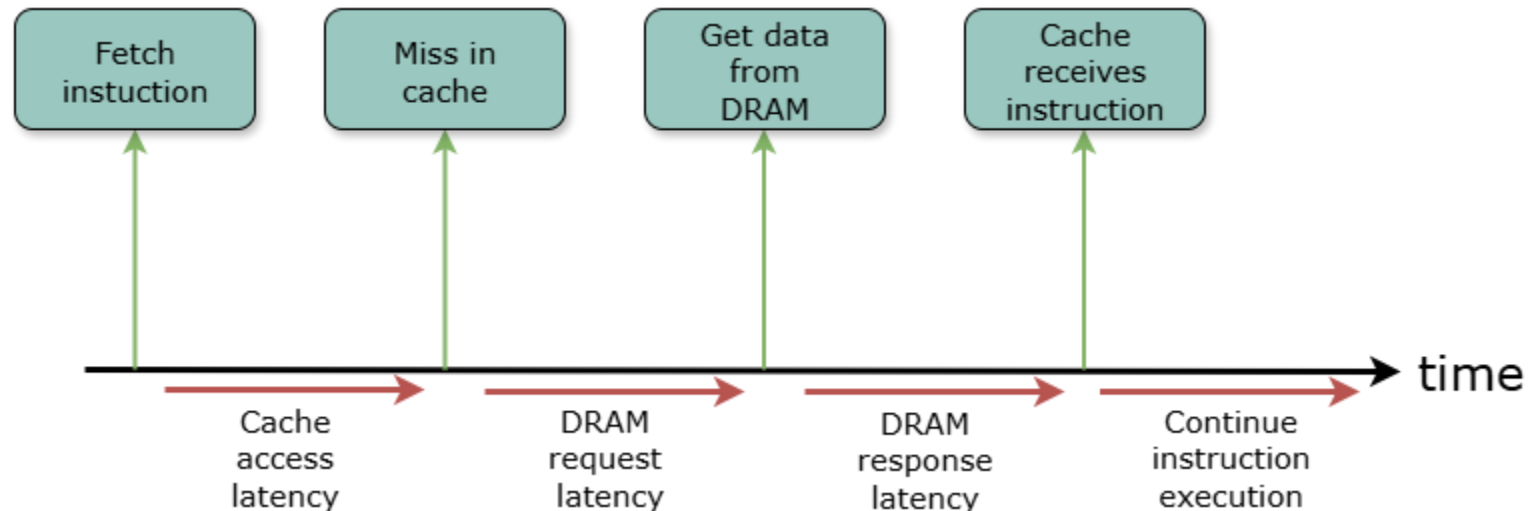 Fetch
instuction
Miss in
cache
Get data
from
DRAM
Cache
receives
instruction
time
Cache
access
latency
DRAM
request
latency
DRAM
response
latency
Continue
instruction
execution